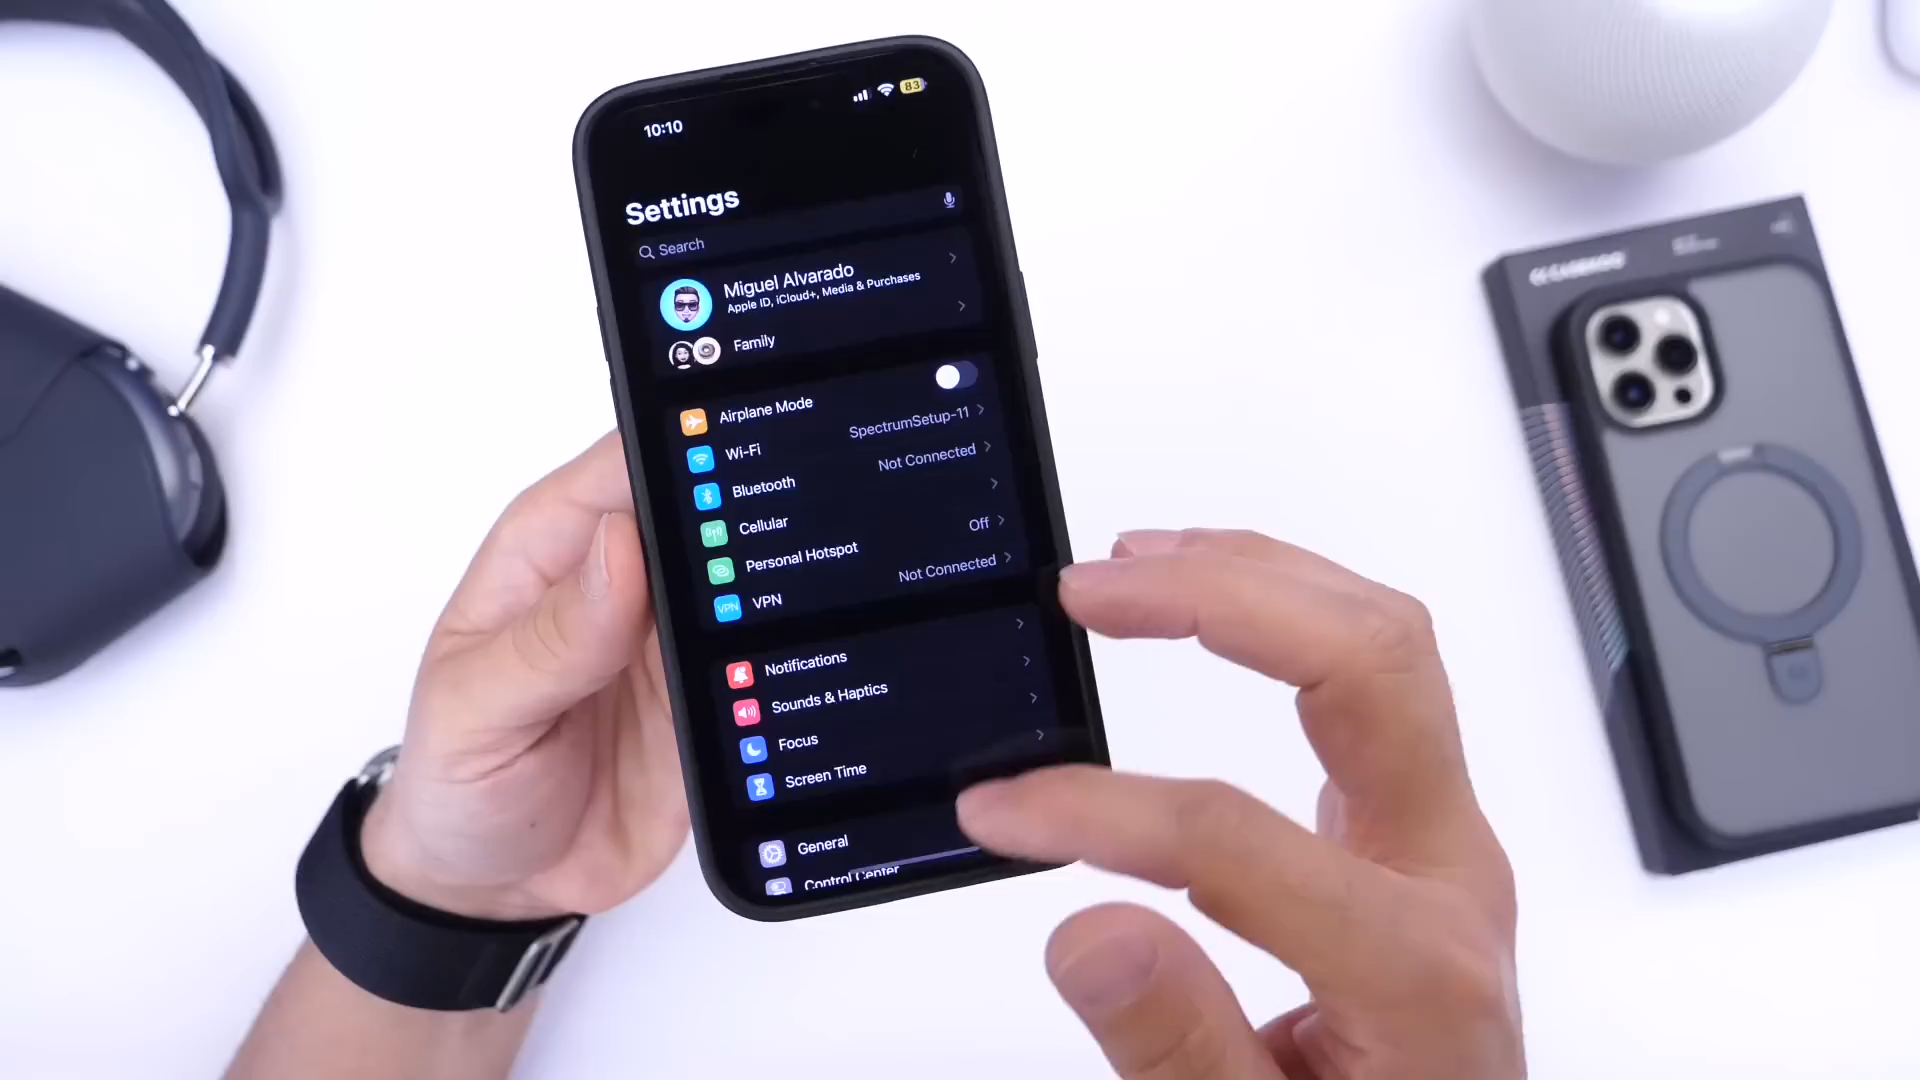 10:10
83
Settings
Search
Miguel Alvarado
Apple ID, iCloud+, Media & Purchases
Family
Airplane Mode
Wi-Fi
SpectrumSetup-11
Bluetooth
Not Connected
Cellular
Personal Hotspot
Off
VPN
VPN
Not Connected
Notifications
Sounds & Haptics
Focus
Screen Time
General
Control Center